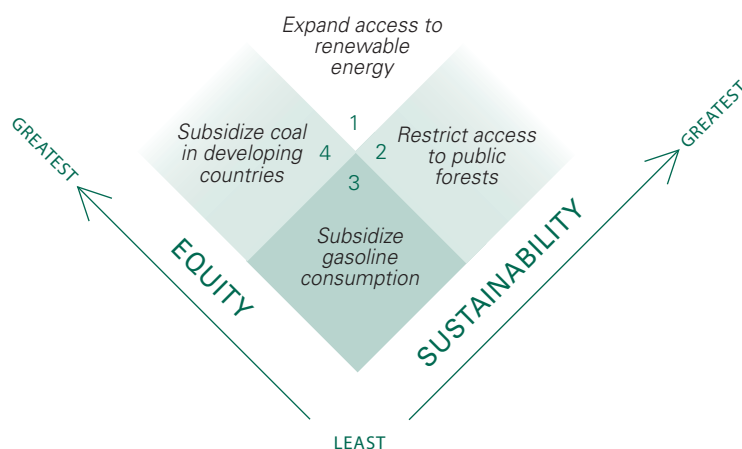 Expand access to
renewable
energy
GREATEST
GREATEST
1
Subsidize coal
in developing
countries
4
2
Restrict access
to public
forests
3
Subsidize
gasoline
consumption
EQUITY
SUSTAINABILITY
LEAST